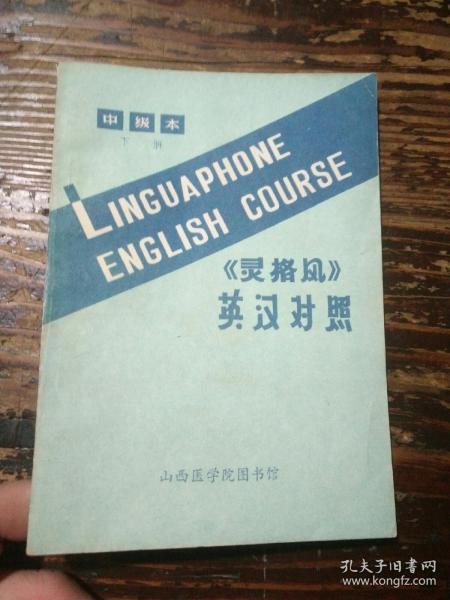 中级本
下册
LINGUAPHONE
ENGLISH COURSE
《灵格风》
英汉对照
山西医学院图书馆
孔夫子旧书网
kongfz.com